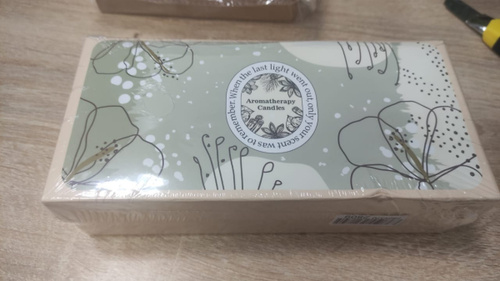 When the last light went out, only your scent was to remember.
Aromatherapy
Candles